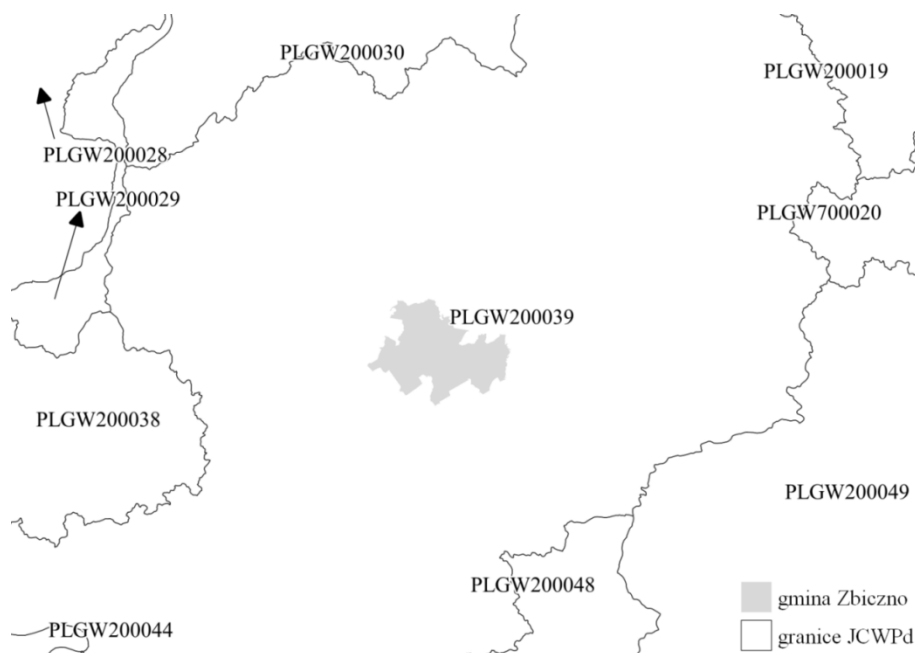 PLGW200030
PLGW200019
PLGW200028
PLGW200029
PLGW700020
PLGW200039
PLGW200038
PLGW200049
PLGW200048
PLGW200044
gmina Zbiczno
granice JCWPd